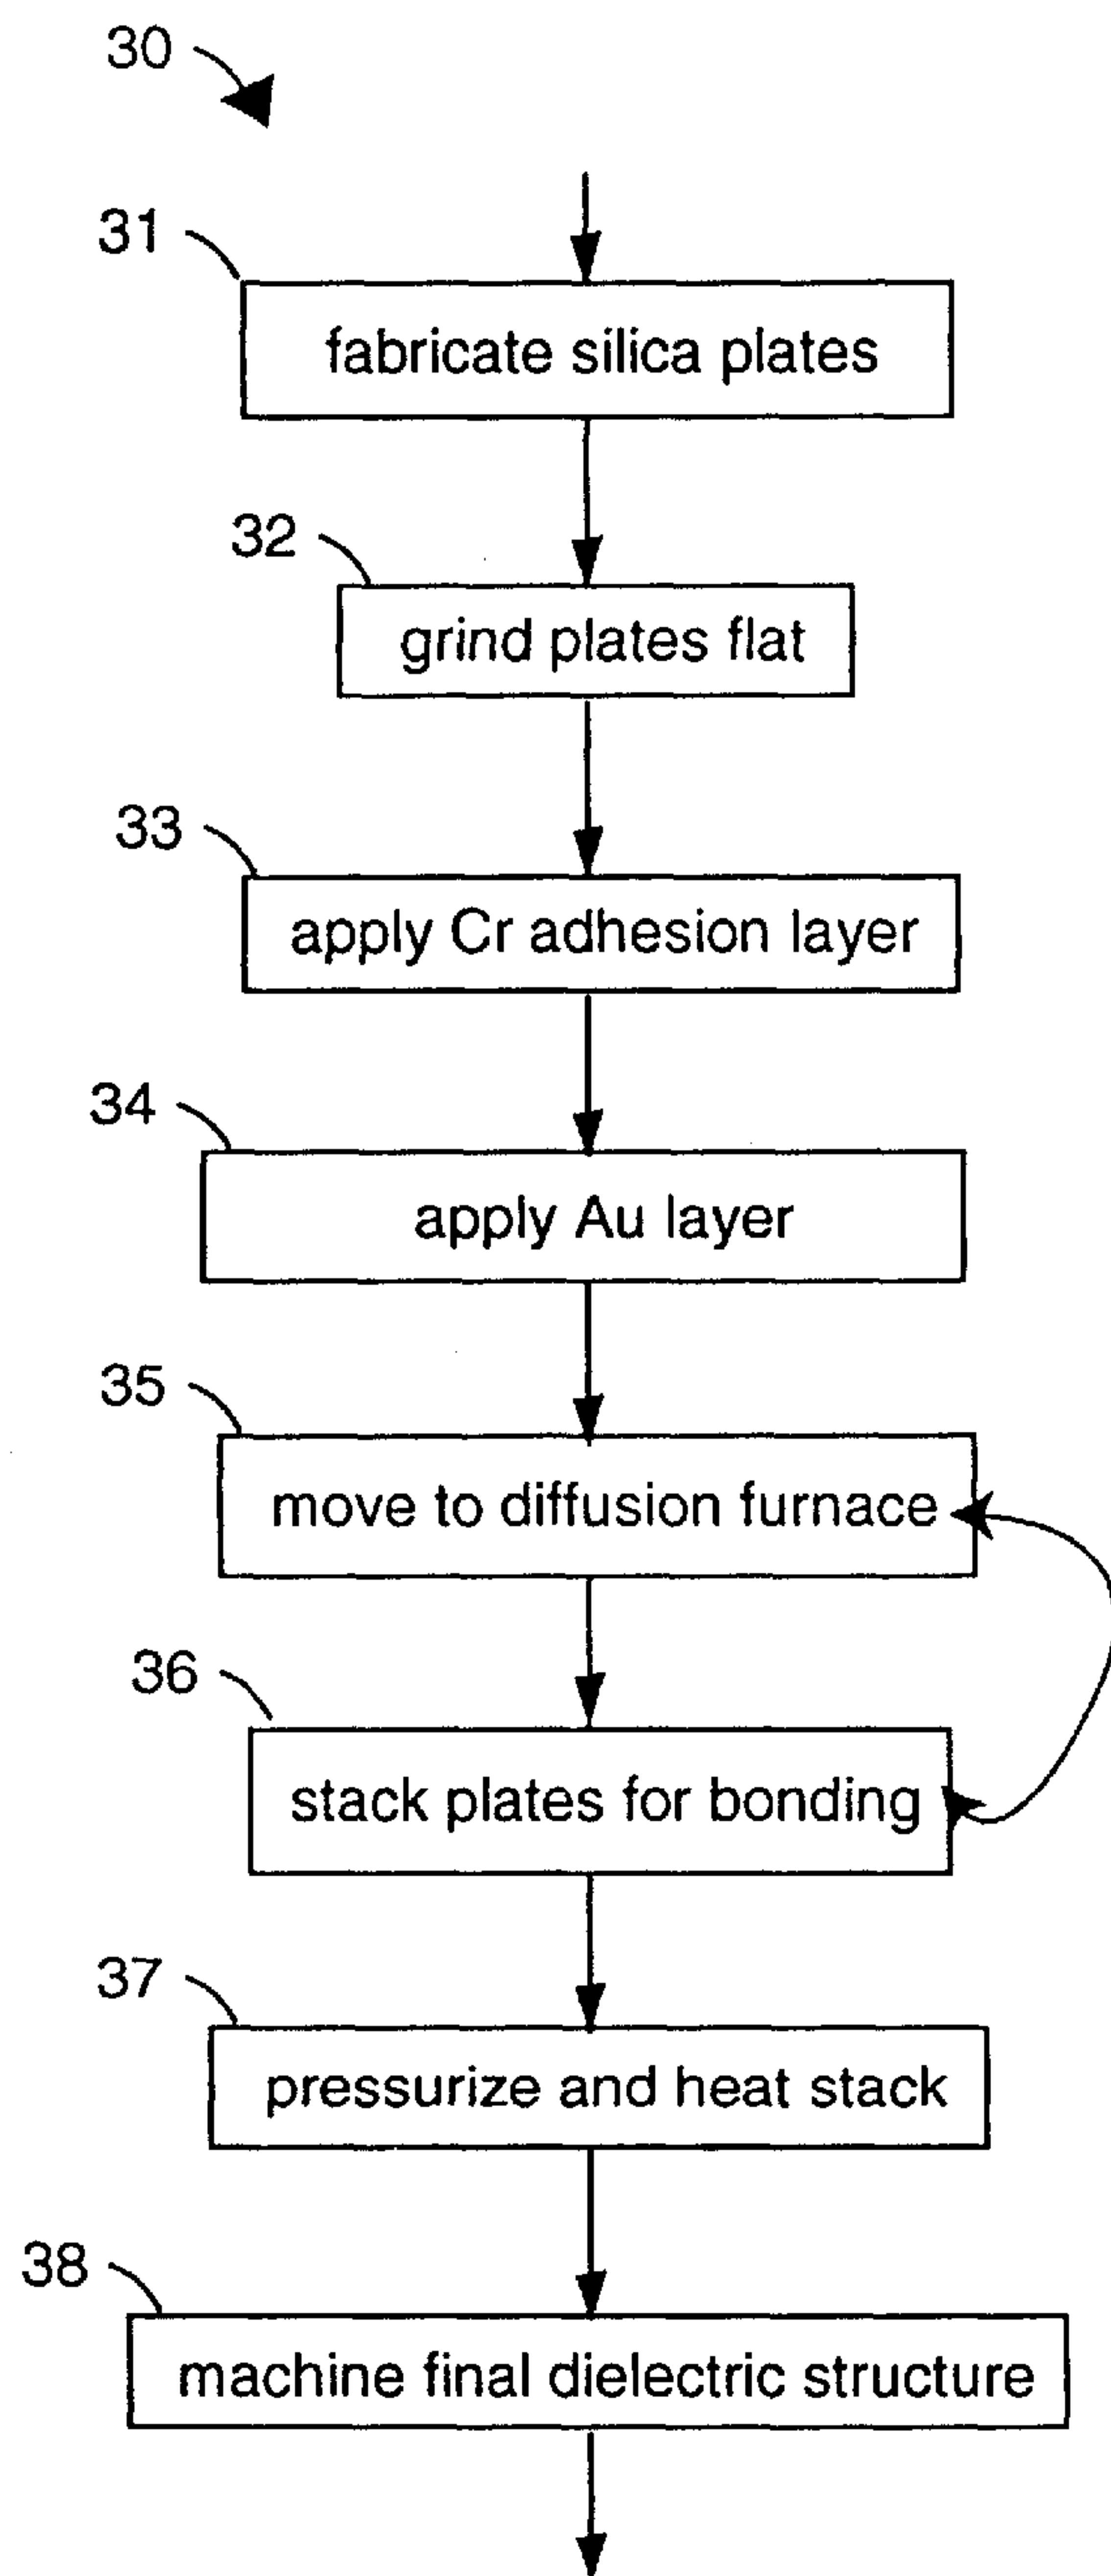 30
31
fabricate silica plates
32
grind plates flat
33
apply Cr adhesion layer
34
apply Au layer
35
move to diffusion furnace
36
stack plates for bonding
37
pressurize and heat stack
38
machine final dielectric structure